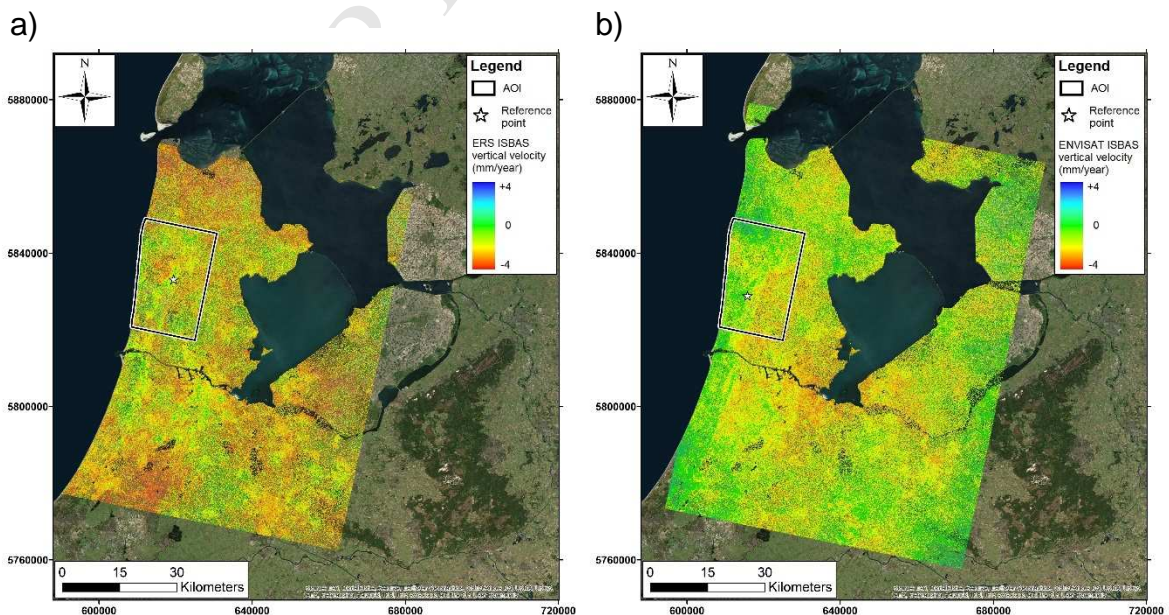 a)
b)
N
Legend
AOI
Reference
point
ERS ISBAS
vertical velocity
(mm/year)
+4
0
-4
5880000
5840000
5800000
5760000
0 15 30
Kilometers
600000 640000 680000 720000
N
Legend
AOI
Reference
point
ENVISAT ISBAS
vertical velocity
(mm/year)
+4
0
-4
5880000
5840000
5800000
5760000
0 15 30
Kilometers
600000 640000 680000 720000